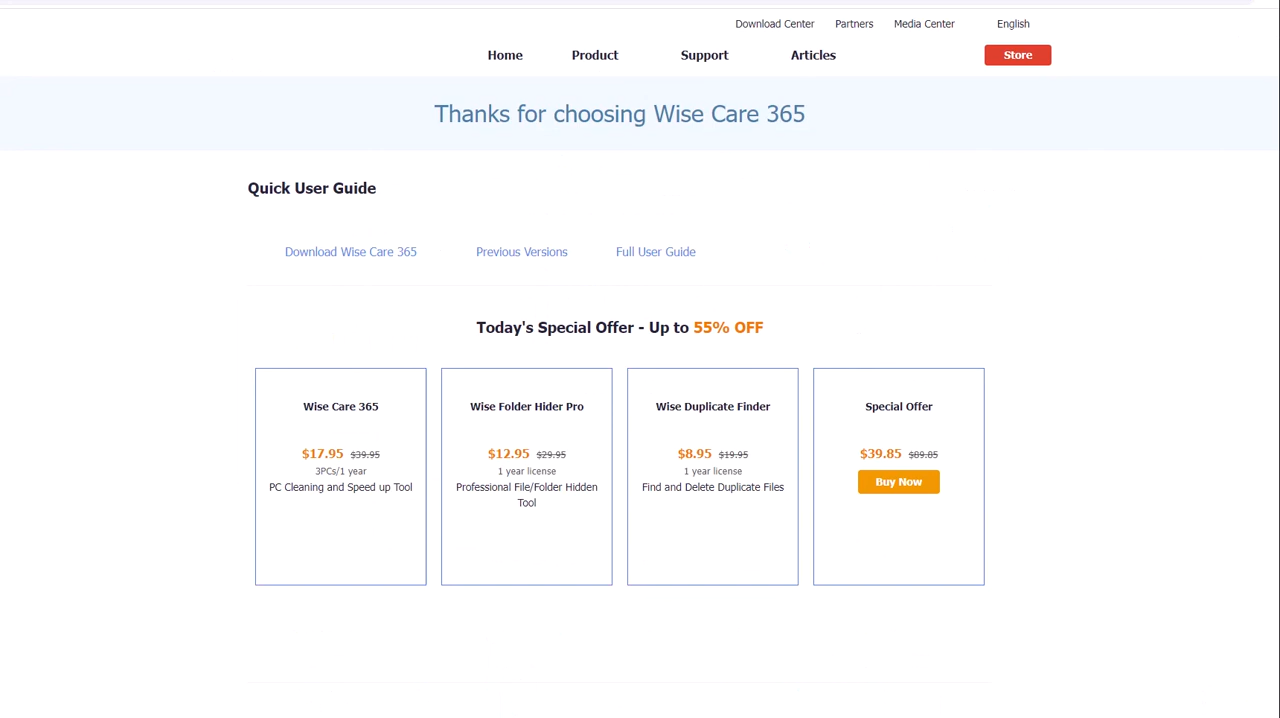 Download Center Partners Media Center English
Home Product Support Articles Store
Thanks for choosing Wise Care 365
Quick User Guide
Download Wise Care 365 Previous Versions Full User Guide
Today's Special Offer - Up to 55% OFF
Wise Care 365
$17.95 $39.95
3PCs/1 year
PC Cleaning and Speed up Tool
Wise Folder Hider Pro
$12.95 $29.95
1 year license
Professional File/Folder Hidden
Tool
Wise Duplicate Finder
$8.95 $19.95
1 year license
Find and Delete Duplicate Files
Special Offer
$39.85 $89.85
Buy Now